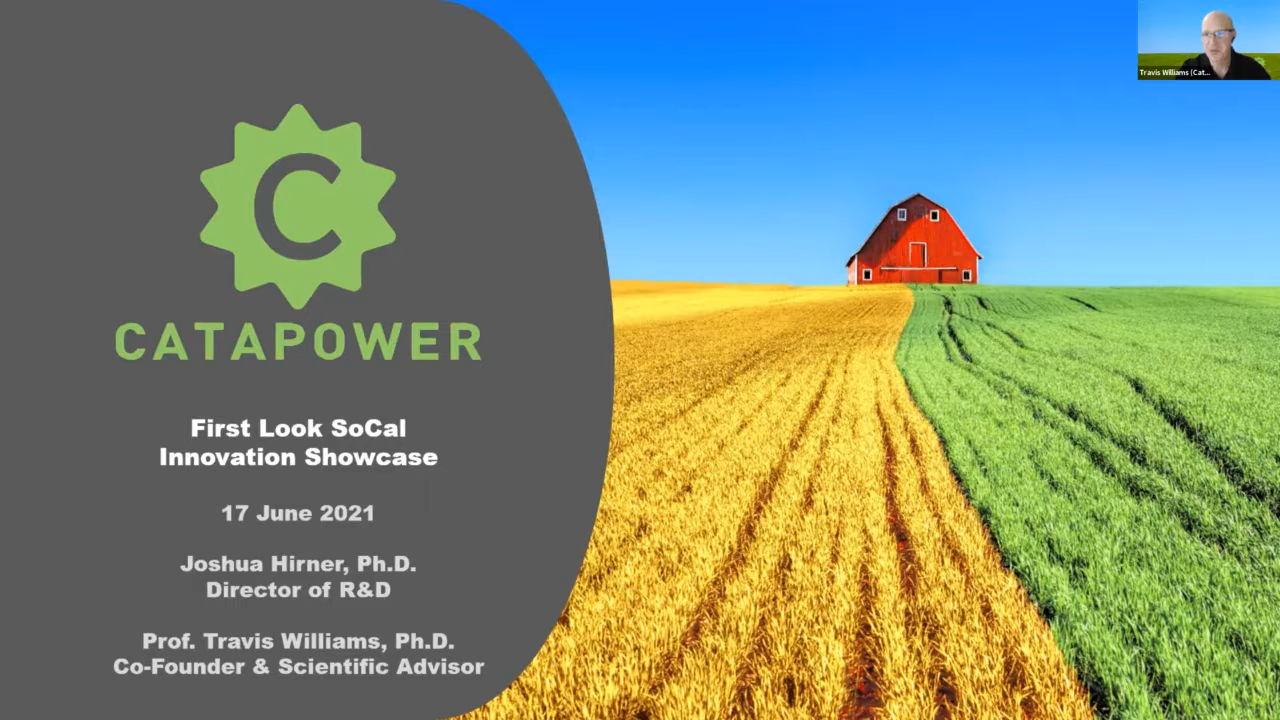 C
CATAPOWER
First Look SoCal
Innovation Showcase
17 June 2021
Joshua Hirner, Ph.D.
Director of R&D
Prof. Travis Williams, Ph.D.
Co-Founder & Scientific Advisor
Travis Williams (Cat...